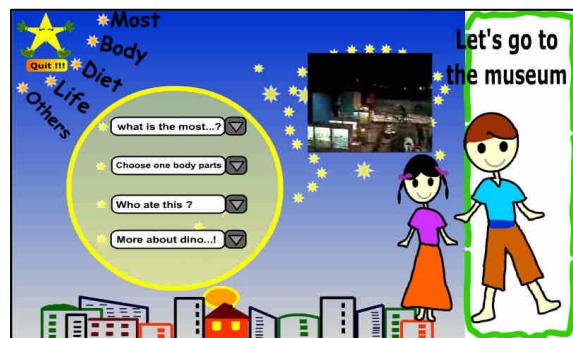 Most
Body
Diet
Life
Others
Quit !!!
what is the most...?
Choose one body parts
Who ate this ?
More about dino...!
Let's go to
the museum